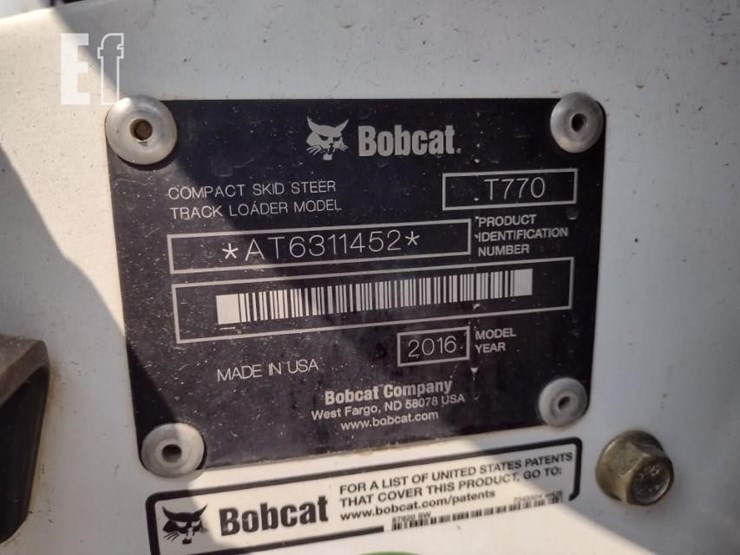 Ef
Bobcat.
COMPACT SKID STEER
TRACK LOADER MODEL
T770
*AT6311452*
PRODUCT
IDENTIFICATION
NUMBER
MADE IN USA
2016
MODEL
YEAR
Bobcat Company
West Fargo, ND 58078 USA
www.bobcat.com
Bobcat
FOR A LIST OF UNITED STATES PATENTS
THAT COVER THIS PRODUCT, GO TO:
www.bobcat.com/patents